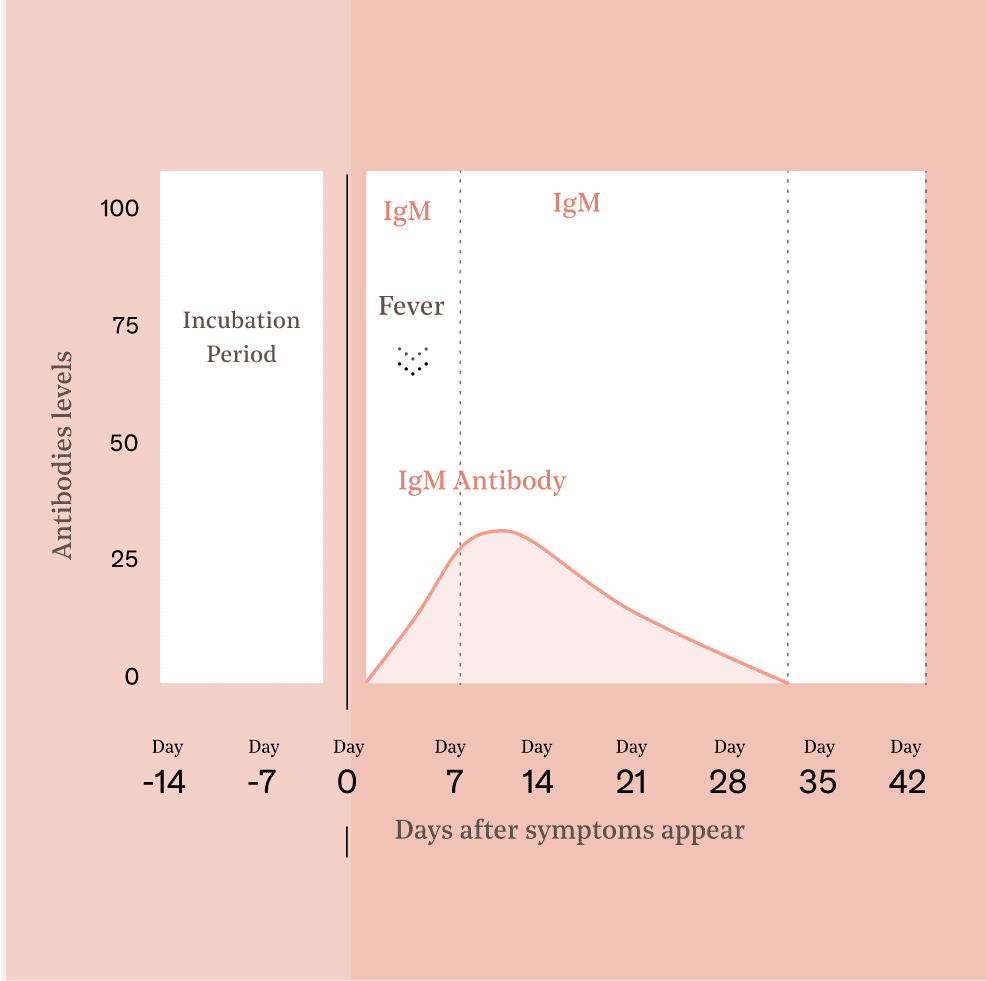 IgM
IgM
100
Fever
Incubation
Period
75
Antibodies levels
50
IgM Antibody
25
0
Day Day Day Day Day Day Day Day Day
-14 -7 0 7 14 21 28 35 42
Days after symptoms appear